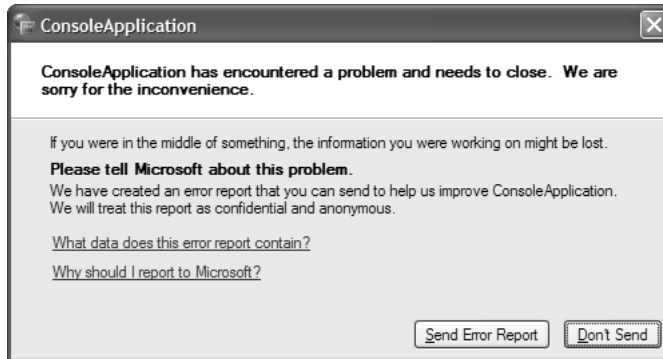 ConsoleApplication
ConsoleApplication has encountered a problem and needs to close.  We are
sorry for the inconvenience.
If you were in the middle of something, the information you were working on might be lost.
Please tell Microsoft about this problem.
We have created an error report that you can send to help us improve ConsoleApplication.
We will treat this report as confidential and anonymous.
What data does this error report contain?
Why should I report to Microsoft?
Send Error Report Don't Send